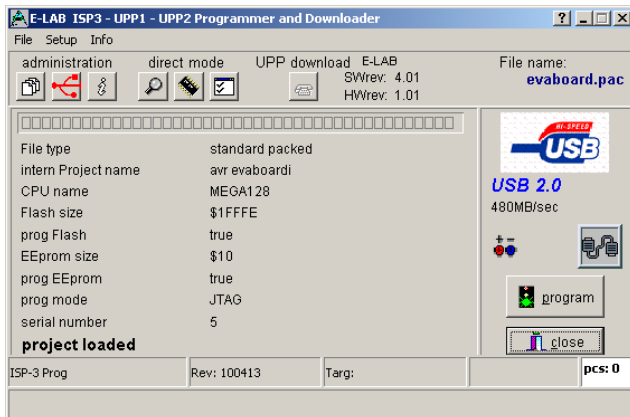 E-LAB ISP3 - UPP1 - UPP2 Programmer and Downloader
File Setup Info
administration direct mode UPP download E-LAB File name:
SWrev: 4.01 evaboard.pac
HWrev: 1.01
File type standard packed
intern Project name avr evaboardi
CPU name MEGA128
Flash size $1FFFE
prog Flash true
EEprom size $10
prog EEprom true
prog mode JTAG
serial number 5
project loaded
HI-SPEED
USB
USB 2.0
480MB/sec
program
close
ISP-3 Prog Rev: 100413 Targ: pcs: 0